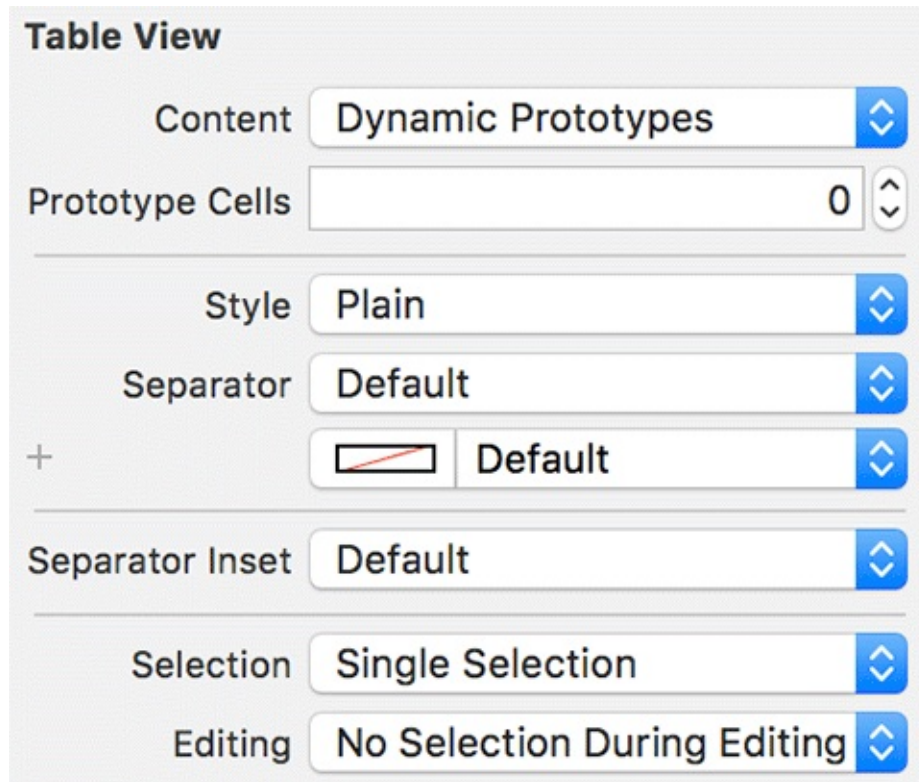 Table View
Content Dynamic Prototypes
Prototype Cells 0
Style Plain
Separator Default
+ Default
Separator Inset Default
Selection Single Selection
Editing No Selection During Editing